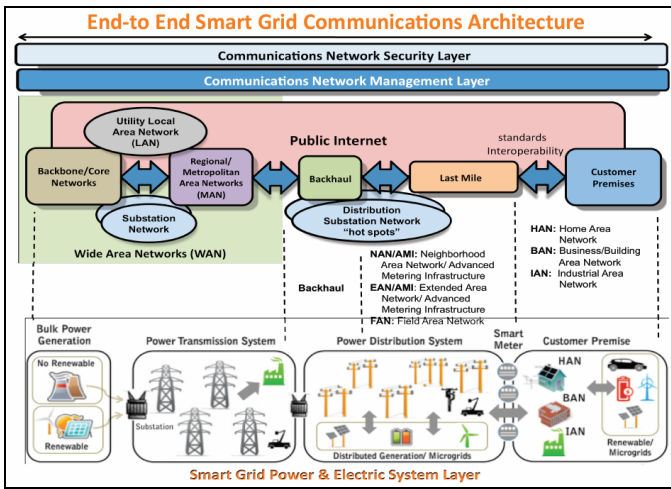 End-to End Smart Grid Communications Architecture
Communications Network Security Layer
Communications Network Management Layer
Utility Local
Area Network
(LAN)
Public Internet
standards
Interoperability
Backbone/Core
Networks
Regional/
Metropolitan
Area Networks
(MAN)
Backhaul
Last Mile
Customer
Premises
Substation
Network
Distribution
Substation Network
"hot spots"
Wide Area Networks (WAN)
HAN: Home Area
Network
BAN: Business/Building
Area Network
IAN: Industrial Area
Network
Backhaul
NAN/AMI: Neighborhood
Area Network/ Advanced
Metering Infrastructure
EAN/AMI: Extended Area
Network/ Advanced
Metering Infrastructure
FAN: Field Area Network
Bulk Power
Generation
Power Transmission System
Power Distribution System
Smart
Meter
Customer Premise
No Renewable
Renewable
Substation
Distributed Generation/ Microgrids
HAN
BAN
IAN
Renewable/
Microgrids
Smart Grid Power & Electric System Layer